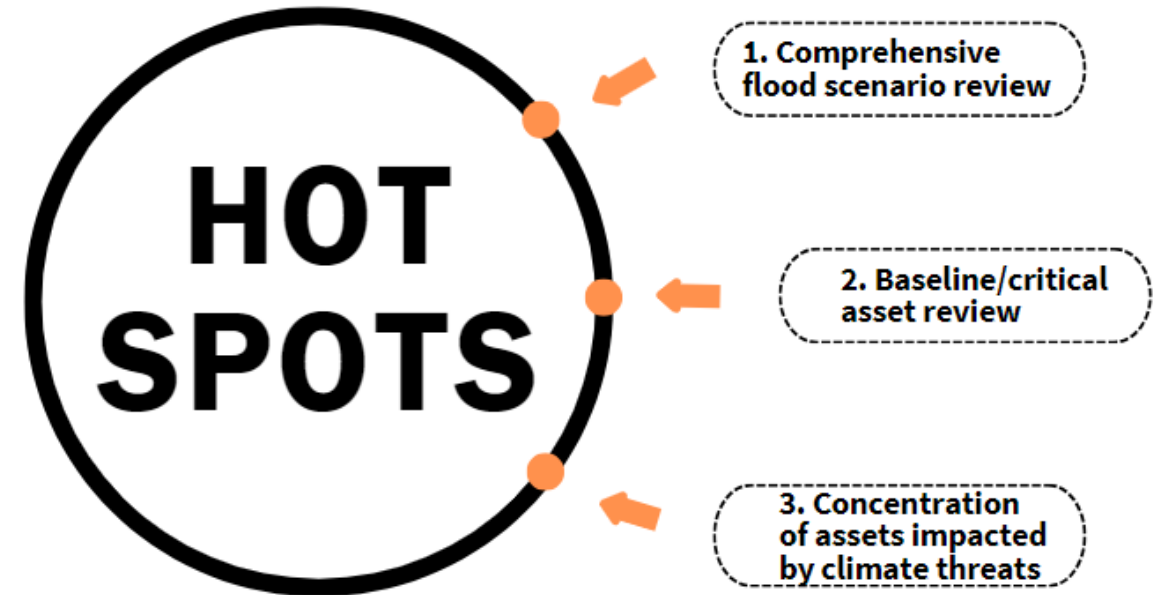 HOT
SPOTS
1. Comprehensive
flood scenario review
2. Baseline/critical
asset review
3. Concentration
of assets impacted
by climate threats